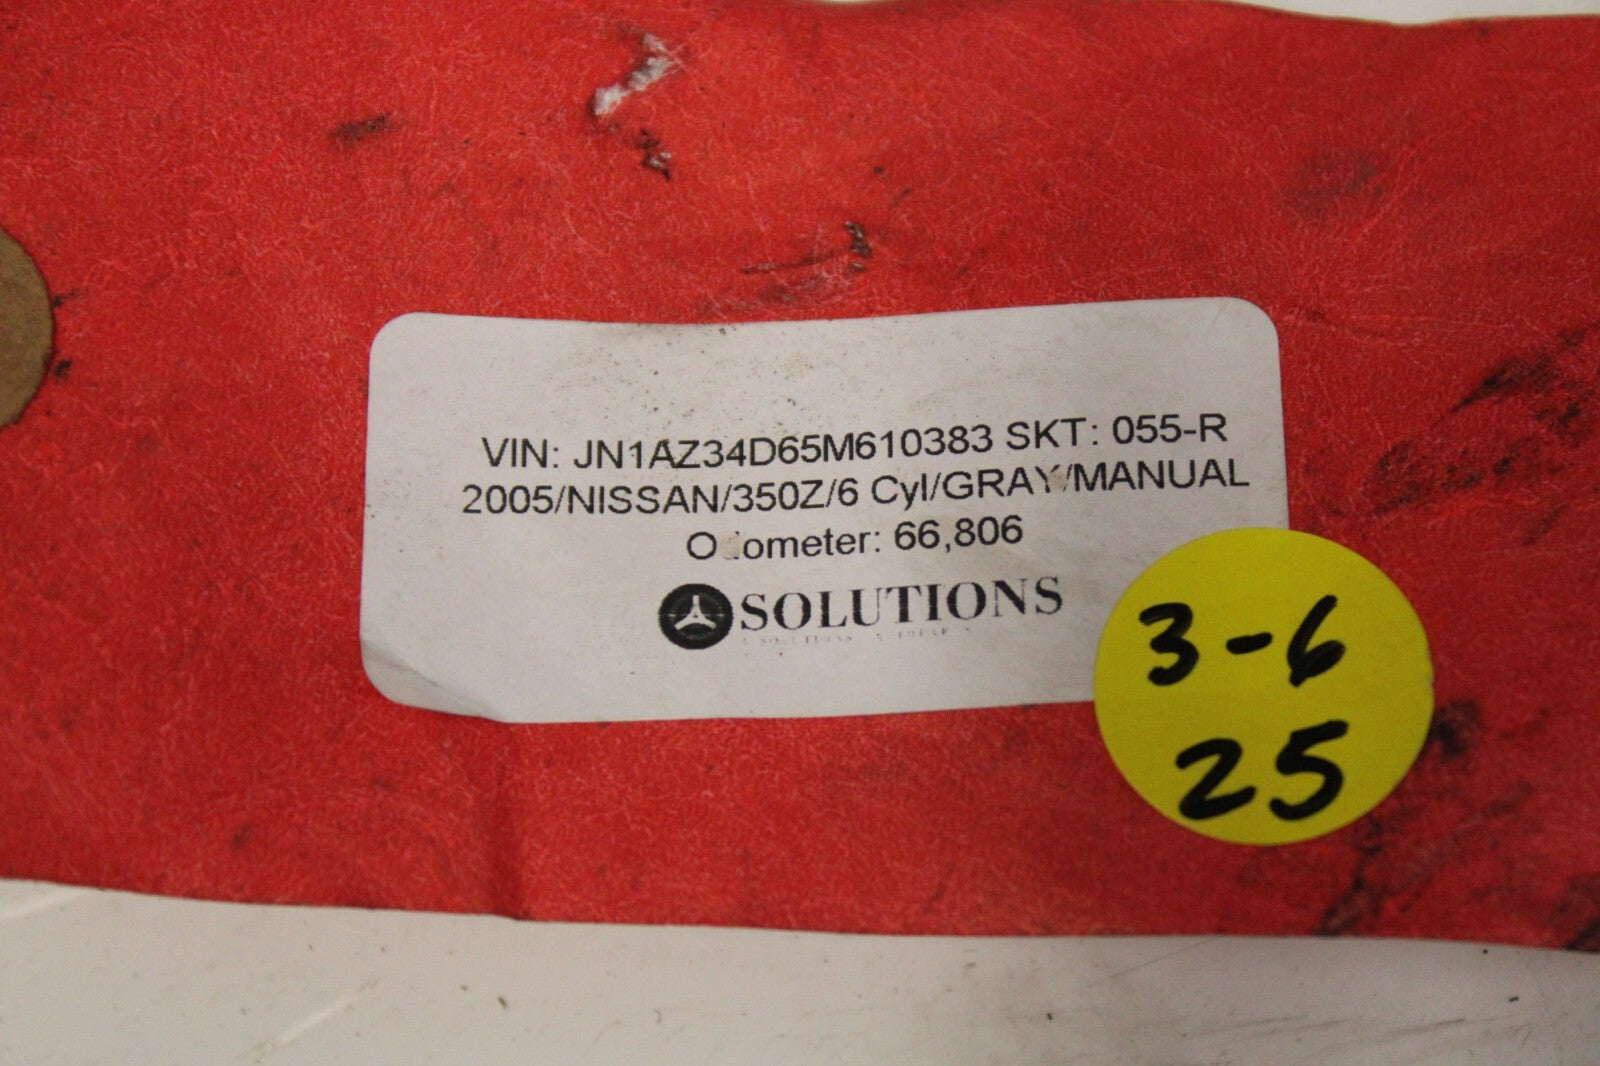 VIN: JN1AZ34D65M610383 SKT: 055-R
2005/NISSAN/350Z/6 Cyl/GRAY/MANUAL
Odometer: 66,806
SOLUTIONS
3-6
25